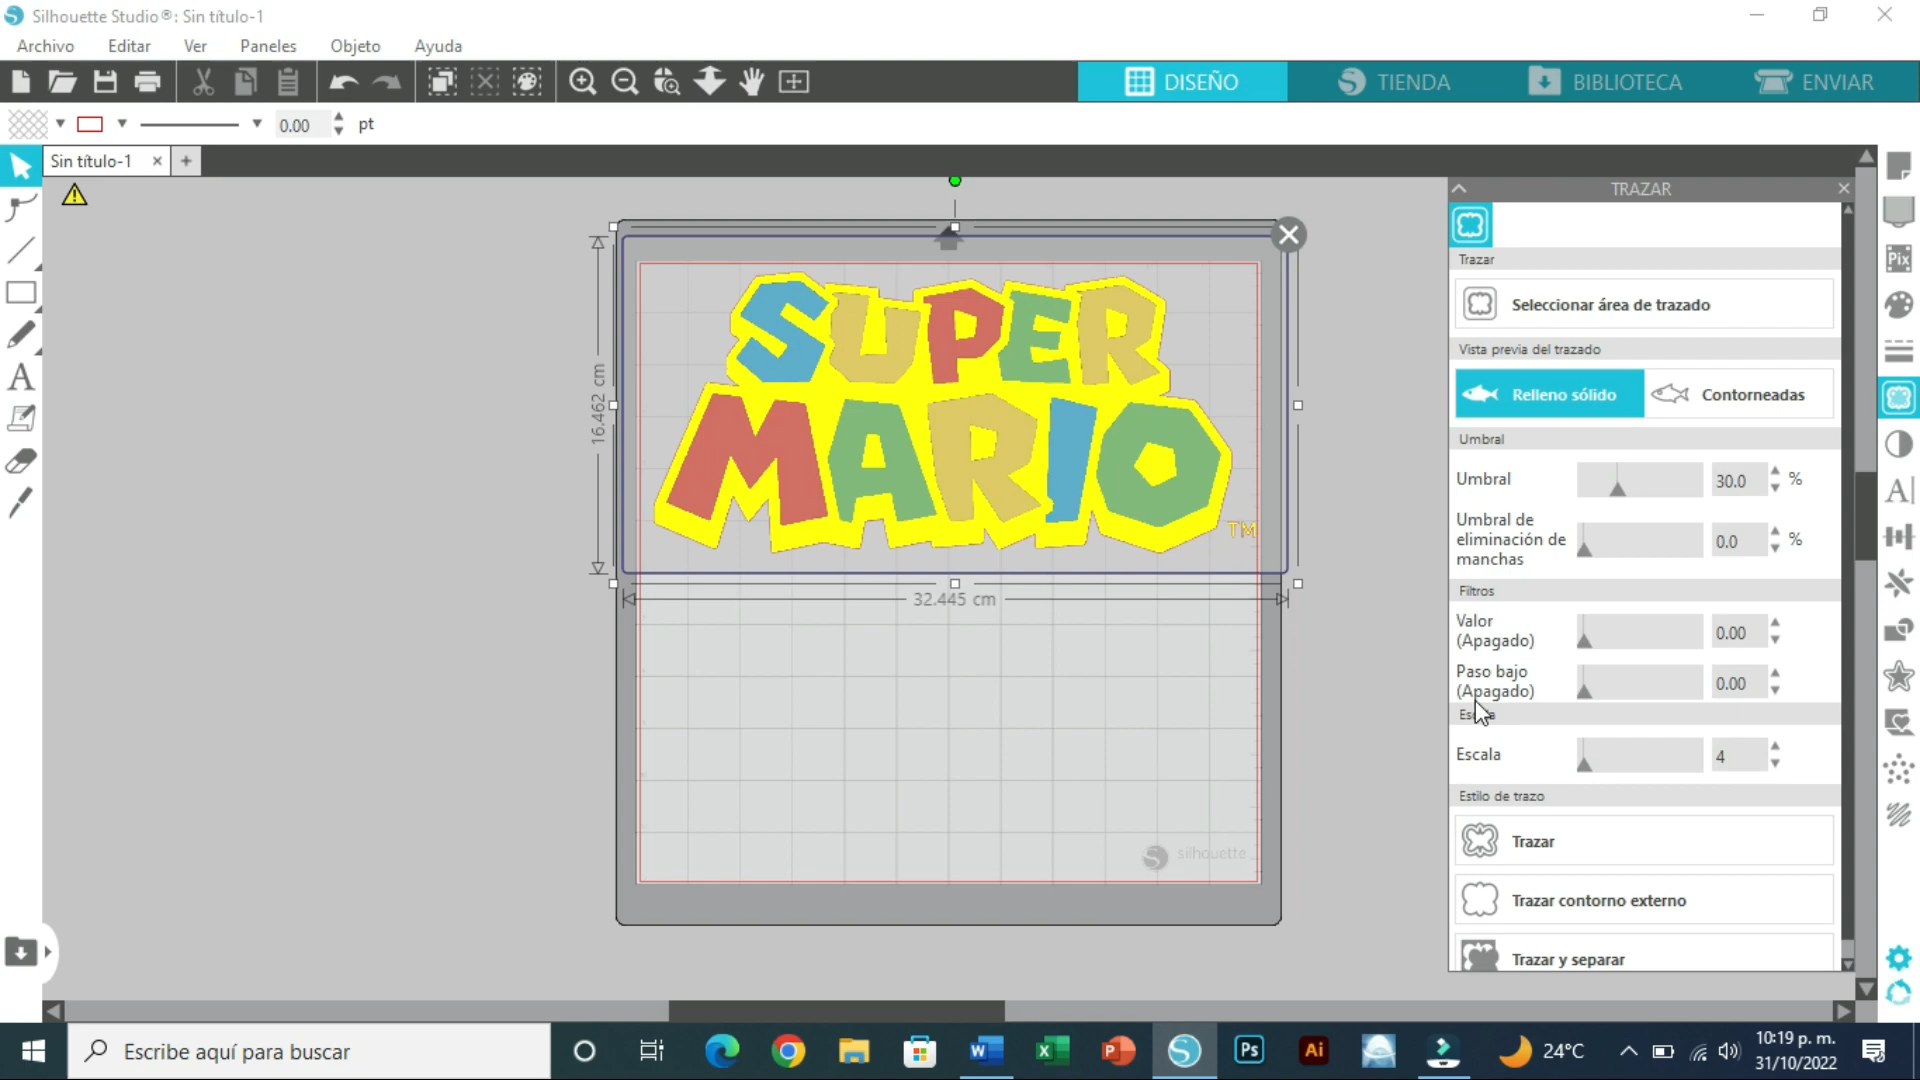 Silhouette Studio®: Sin título-1
Archivo Editar Ver Paneles Objeto Ayuda
DISEÑO TIENDA BIBLIOTECA ENVIAR
0.00 pt
Sin título-1
TRAZAR
Trazar
Seleccionar área de trazado
Vista previa del trazado
Relleno sólido Contorneadas
Umbral
Umbral 30.0 %
Umbral de
eliminación de
manchas
0.0 %
Filtros
Valor
(Apagado)
0.00
Paso bajo
(Apagado)
0.00
Escala 4
Estilo de trazo
Trazar
Trazar contorno externo
Trazar y separar
Pix
A
A
SUPER
MARIO
TM
16.462 cm
32.445 cm
silhouette
Escribe aquí para buscar
W
X
P
Ps
Ai
24°C
10:19 p. m.
31/10/2022